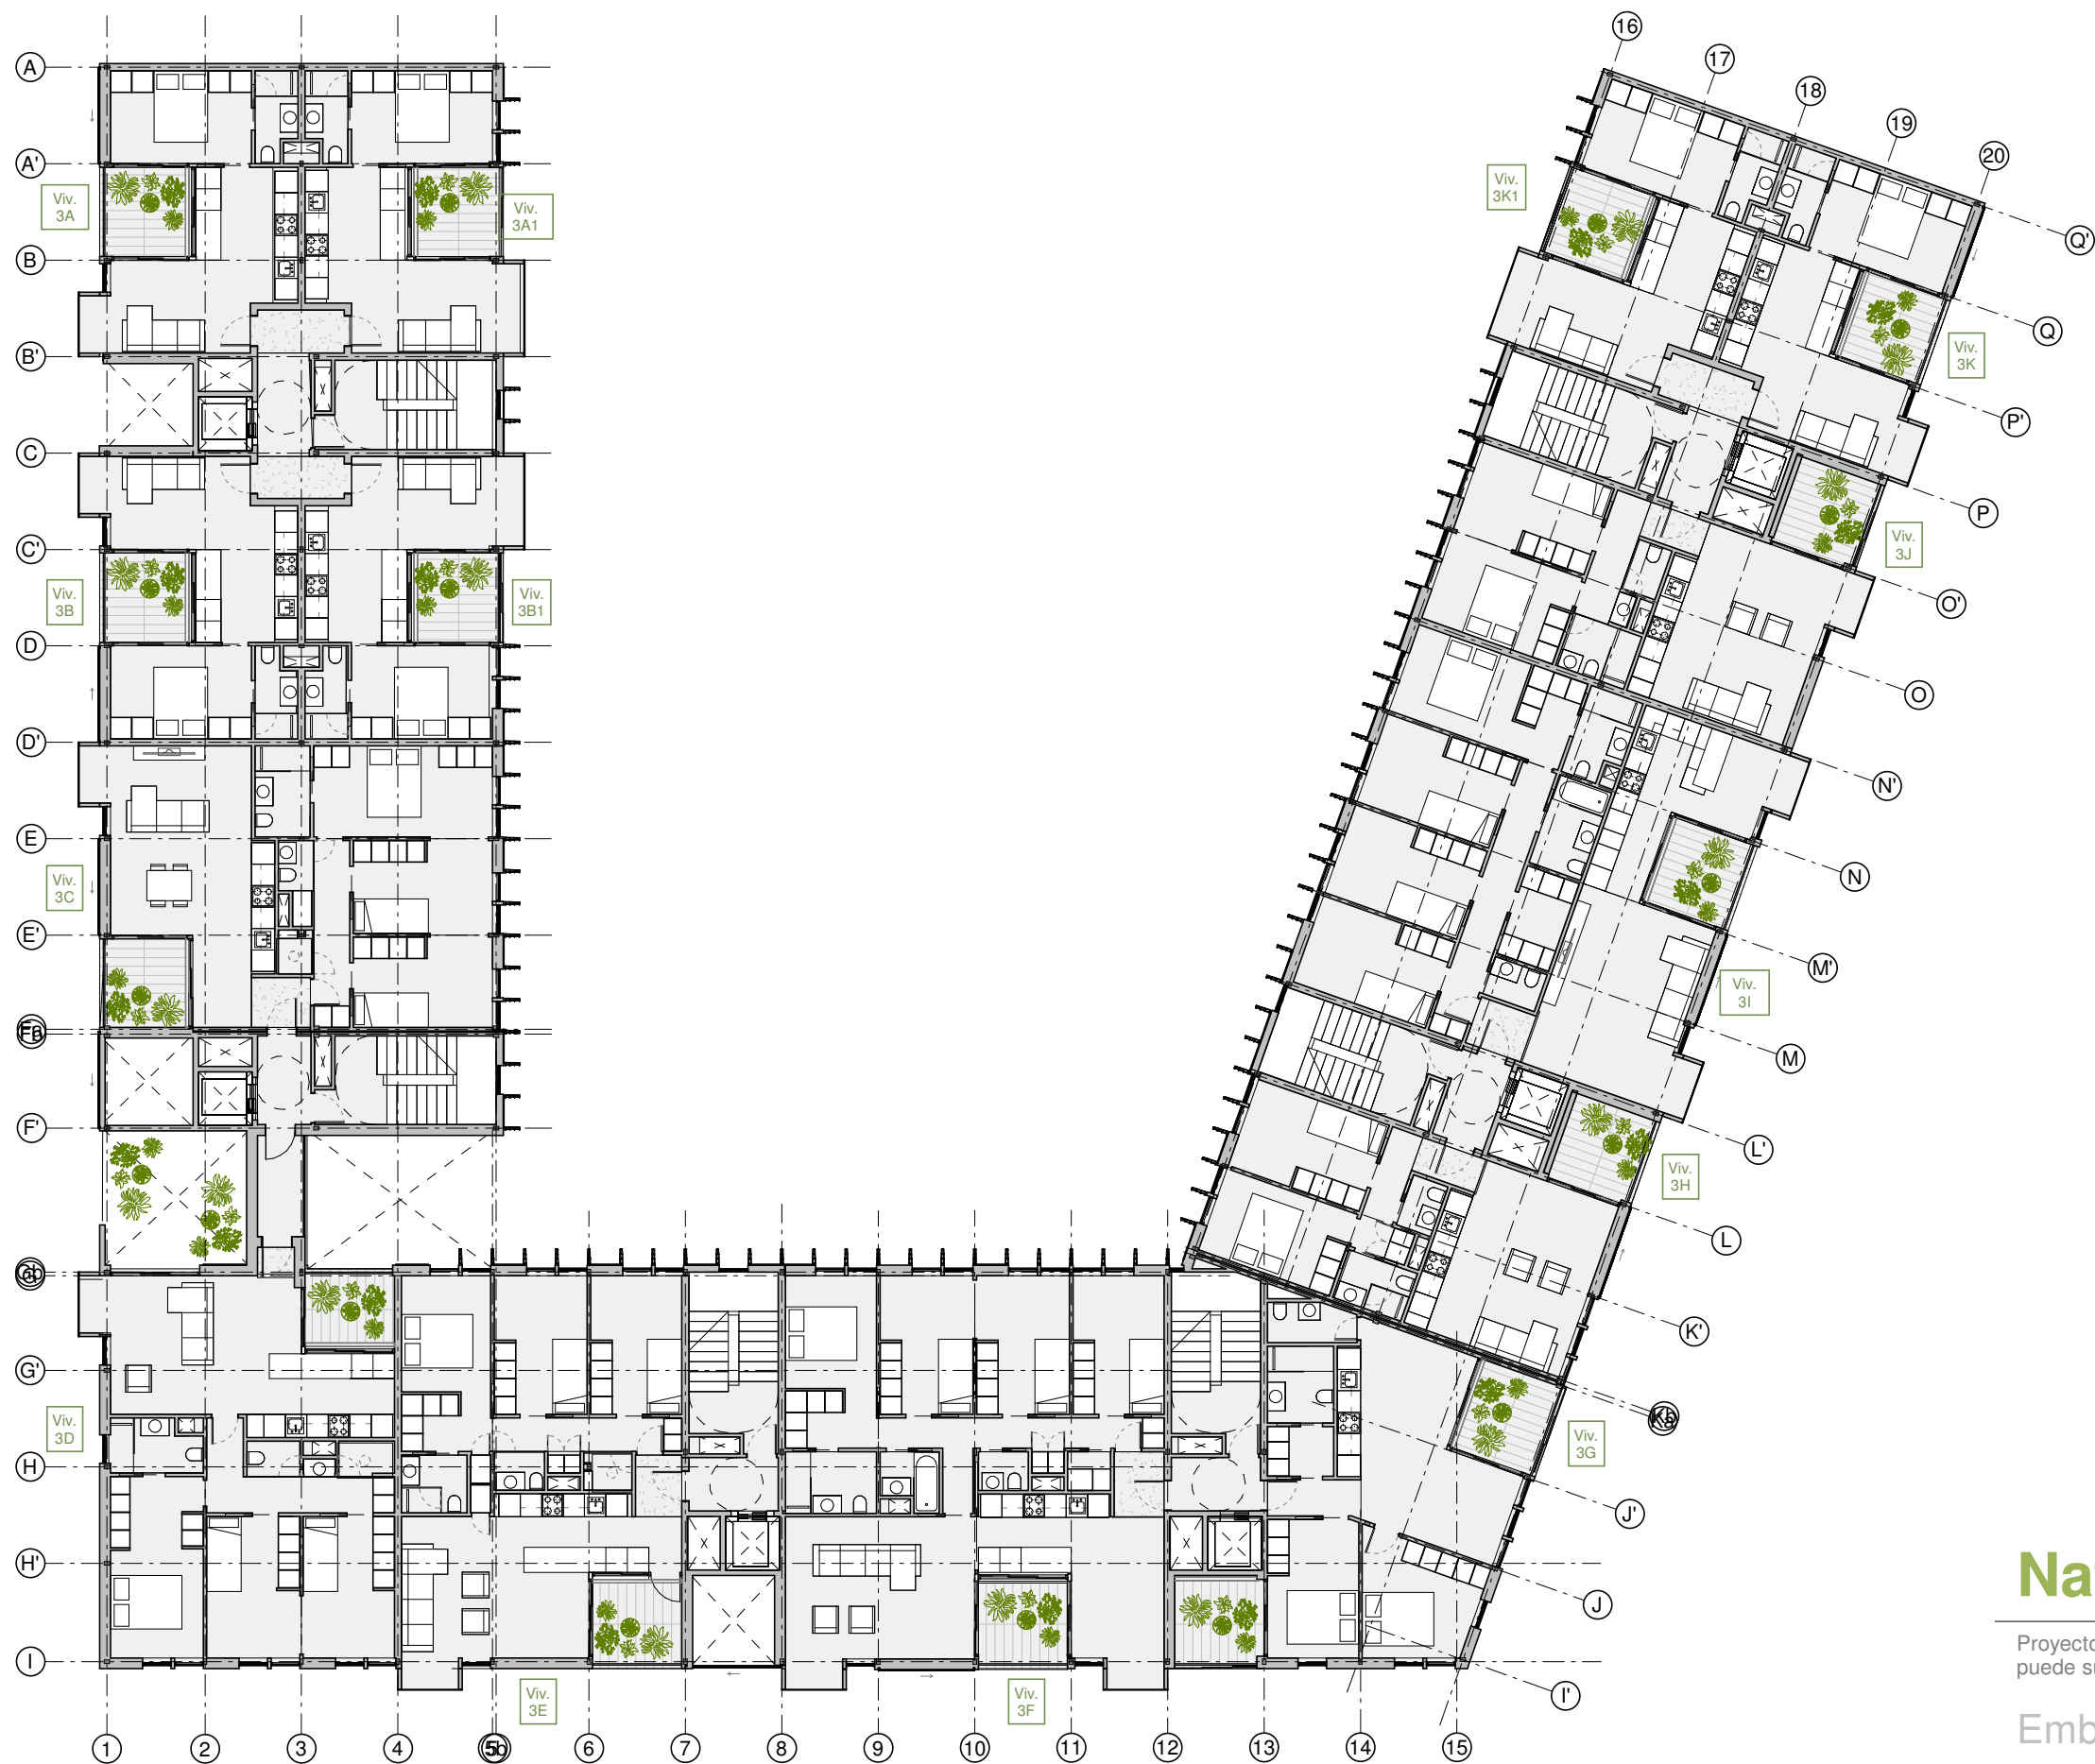 16
17
18
19
20
A
A'
B
B'
C
C'
D
D'
E
E'
F'
G'
H
H'
I
Viv.
3A
Viv.
3A1
Viv.
3B
Viv.
3B1
Viv.
3C
Viv.
3D
Viv.
3E
Viv.
3F
Viv.
3G
Viv.
3H
Viv.
3I
Viv.
3J
Viv.
3K
Viv.
3K1
Q'
Q
P'
P
O'
O
N'
N
M'
M
L'
L
K'
J'
J
I'
1
2
3
4
6
7
8
9
10
11
12
13
14
15
Na
Proyecto
puede su
Emb